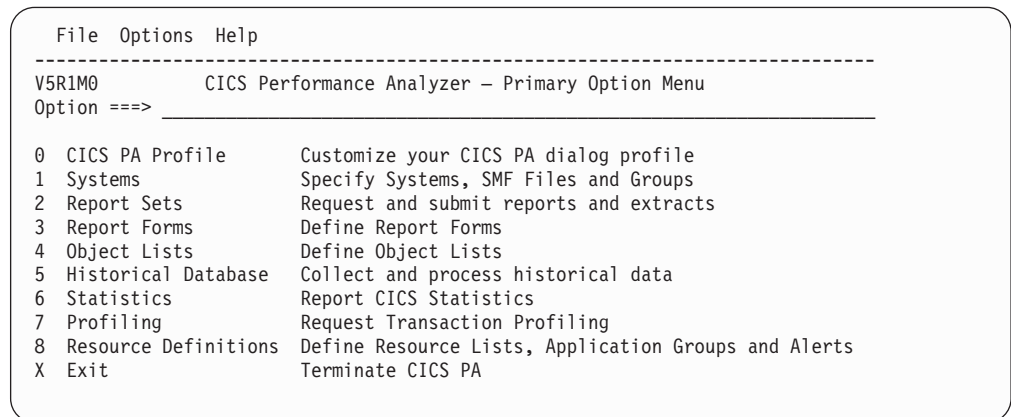 File Options Help
--------------------------------------------------------------------------------
V5R1M0 CICS Performance Analyzer – Primary Option Menu
Option ===> ____________________________________________________________________
0 CICS PA Profile Customize your CICS PA dialog profile
1 Systems Specify Systems, SMF Files and Groups
2 Report Sets Request and submit reports and extracts
3 Report Forms Define Report Forms
4 Object Lists Define Object Lists
5 Historical Database Collect and process historical data
6 Statistics Report CICS Statistics
7 Profiling Request Transaction Profiling
8 Resource Definitions Define Resource Lists, Application Groups and Alerts
X Exit Terminate CICS PA